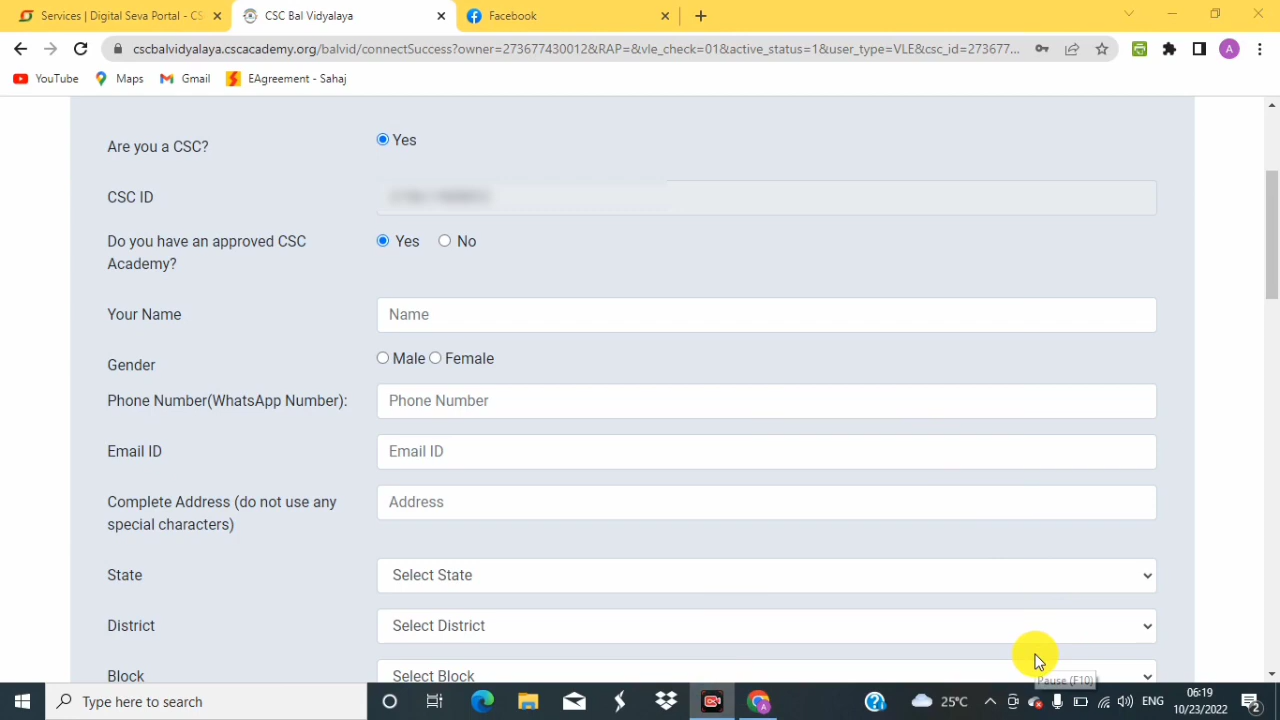 Services | Digital Seva Portal - CS
CSC Bal Vidyalaya
Facebook
cscbalvidyalaya.cscacademy.org/balvid/connectSuccess?owner=273677430012&RAP=&vle_check=01&active_status=1&user_type=VLE&csc_id=273677...
A
YouTube
Maps
Gmail
EAgreement - Sahaj
Are you a CSC?
Yes
CSC ID
Do you have an approved CSC
Academy?
Yes
No
Your Name
Name
Gender
Male
Female
Phone Number(WhatsApp Number):
Phone Number
Email ID
Email ID
Complete Address (do not use any
special characters)
Address
State
Select State
District
Select District
Block
Select Block
Pause (F10)
Type here to search
A
25°C
ENG
06:19
10/23/2022
2